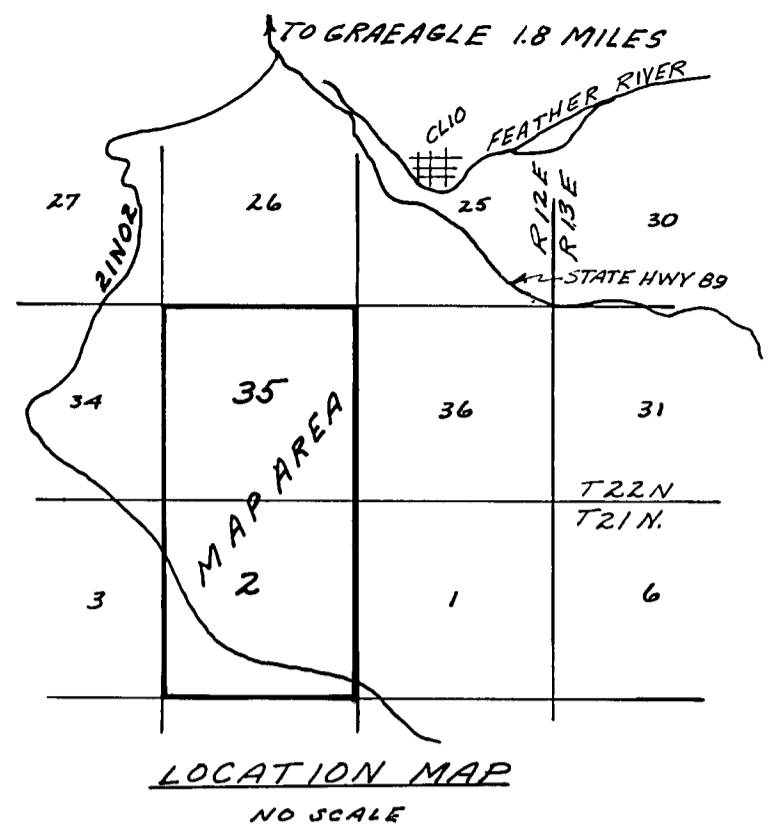 TO GRAEAGLE 1.8 MILES
FEATHER RIVER
CLIO
27
26
25
R12E
R13E
30
21N02
STATE HWY 89
34
35
36
31
MAP AREA
T22N
T21N.
3
2
1
6
LOCATION MAP
NO SCALE